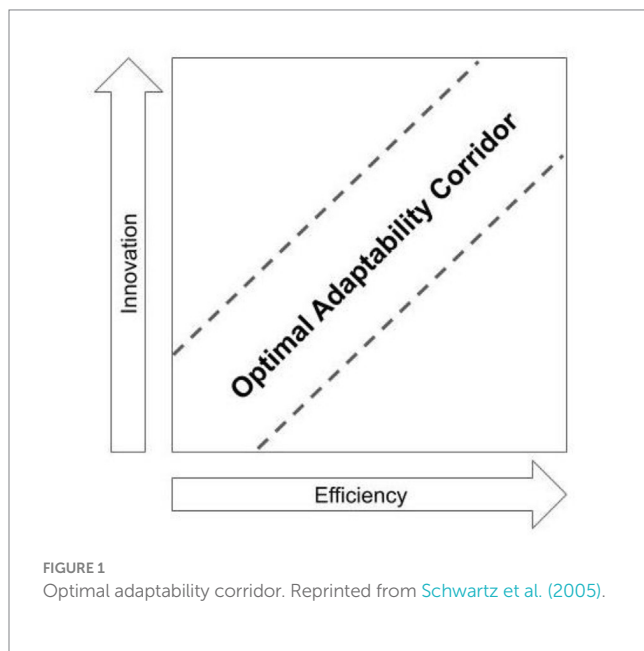 Innovation
Optimal Adaptability Corridor
Efficiency
FIGURE 1
Optimal adaptability corridor. Reprinted from Schwartz et al. (2005).